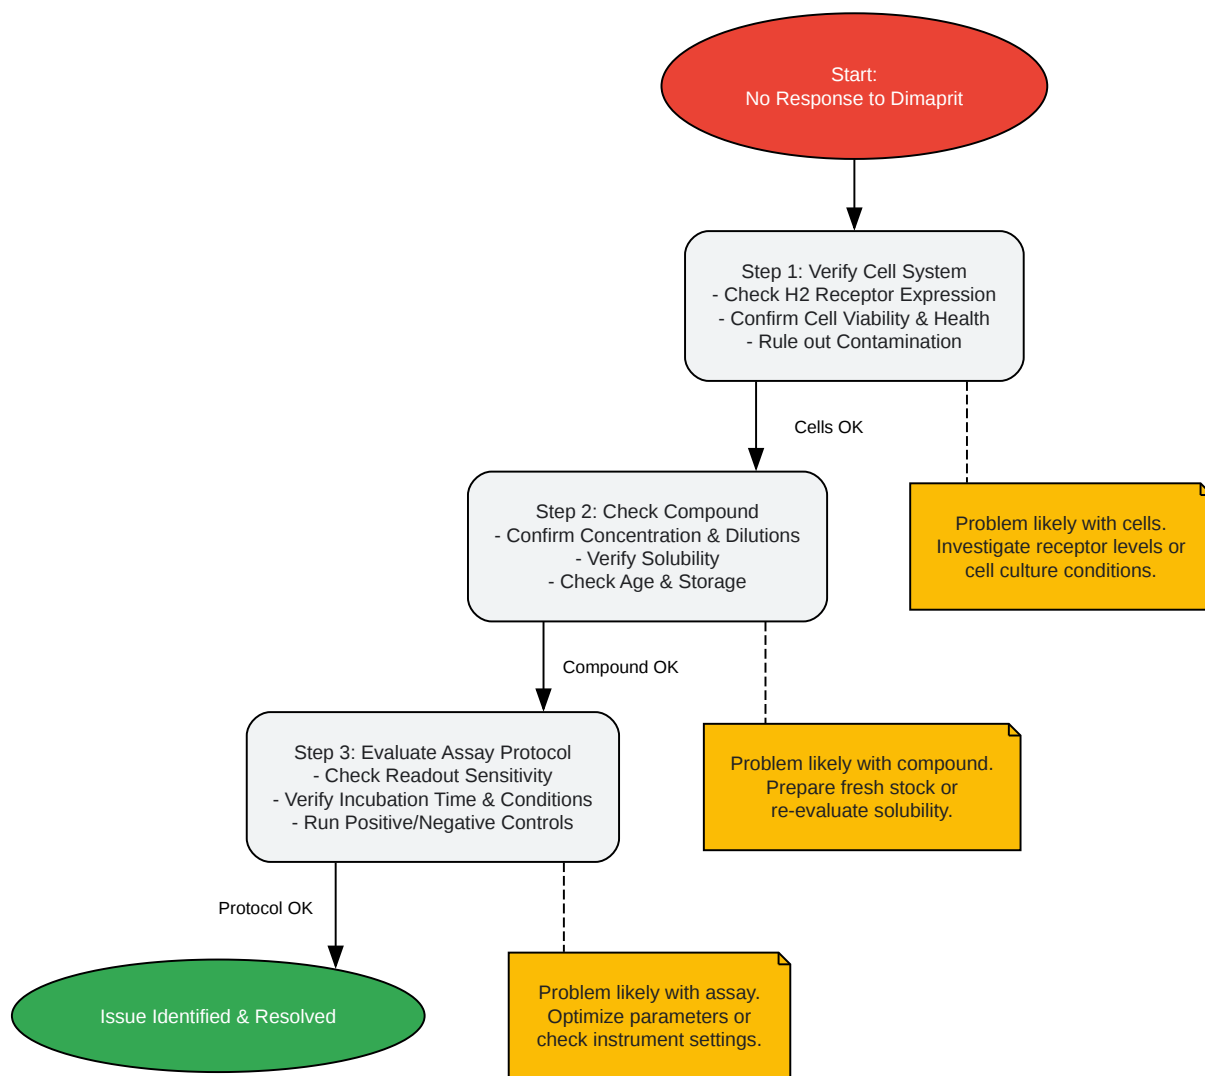 Start:
No Response to Dimaprit
Step 1: Verify Cell System
- Check H2 Receptor Expression
- Confirm Cell Viability & Health
- Rule out Contamination
Cells OK
Problem likely with cells.
Investigate receptor levels or
cell culture conditions.
Step 2: Check Compound
- Confirm Concentration & Dilutions
- Verify Solubility
- Check Age & Storage
Compound OK
Problem likely with compound.
Prepare fresh stock or
re-evaluate solubility.
Step 3: Evaluate Assay Protocol
- Check Readout Sensitivity
- Verify Incubation Time & Conditions
- Run Positive/Negative Controls
Protocol OK
Problem likely with assay.
Optimize parameters or
check instrument settings.
Issue Identified & Resolved